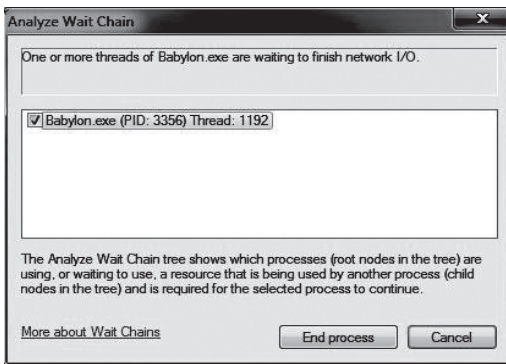 Analyze Wait Chain
One or more threads of Babylon.exe are waiting to finish network I/O.
Babylon.exe (PID: 3356) Thread: 1192
The Analyze Wait Chain tree shows which processes (root nodes in the tree) are
using, or waiting to use, a resource that is being used by another process (child
nodes in the tree) and is required for the selected process to continue.
More about Wait Chains
End process
Cancel